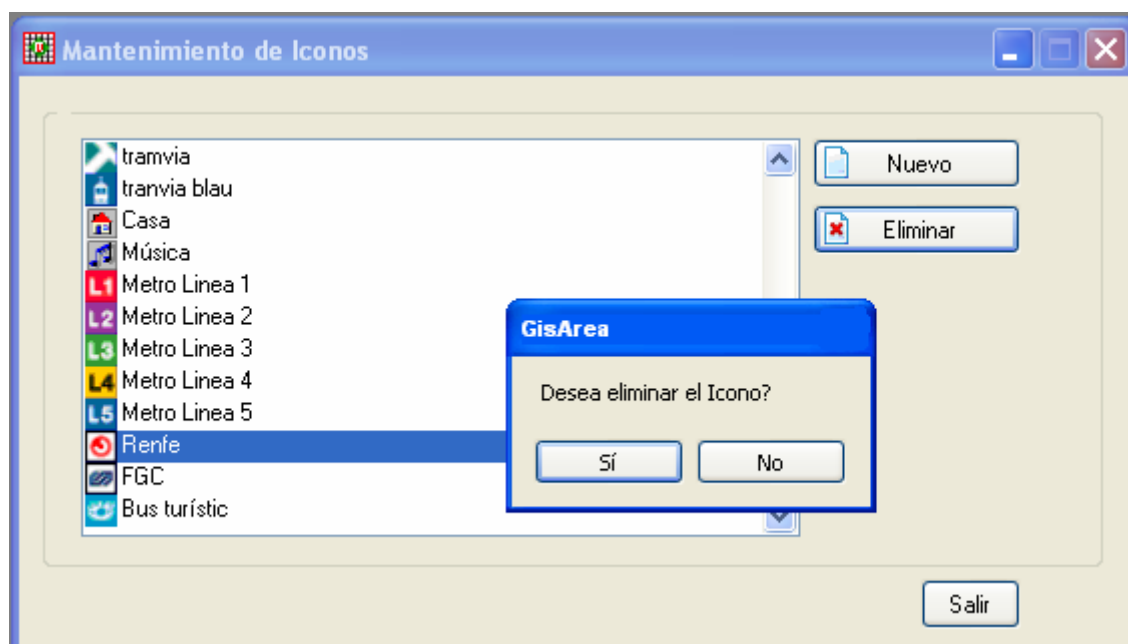 Mantenimiento de Iconos
tramvia
tranvia blau
Casa
Música
L1 Metro Linea 1
L2 Metro Linea 2
L3 Metro Linea 3
L4 Metro Linea 4
L5 Metro Linea 5
Renfe
FGC
Bus turístic
Nuevo
Eliminar
GisArea
Desea eliminar el Icono?
Sí
No
Salir